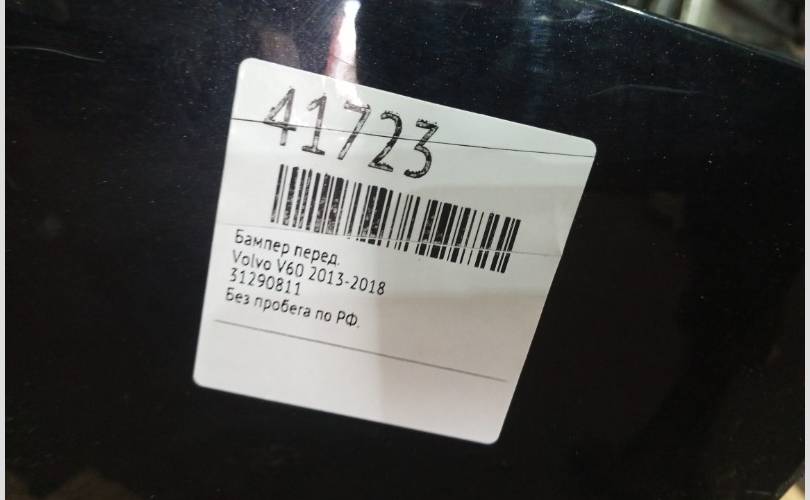 41723
Бампер перед.
Volvo V60 2013-2018
31290811
Без пробега по РФ.